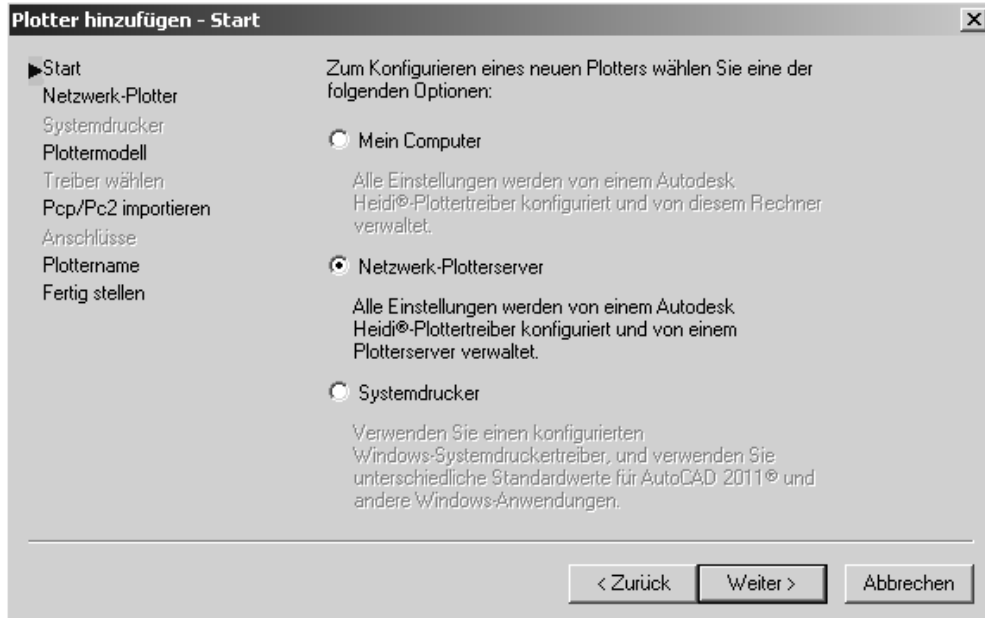 Plotter hinzufügen - Start
Start
Netzwerk-Plotter
Systemdrucker
Plottermodell
Treiber wählen
Pcp/Pc2 importieren
Anschlüsse
Plottername
Fertig stellen
Zum Konfigurieren eines neuen Plotters wählen Sie eine der
folgenden Optionen:
Mein Computer
Alle Einstellungen werden von einem Autodesk
Heidi®-Plottertreiber konfiguriert und von diesem Rechner
verwaltet.
Netzwerk-Plotterserver
Alle Einstellungen werden von einem Autodesk
Heidi®-Plottertreiber konfiguriert und von einem
Plotterserver verwaltet.
Systemdrucker
Verwenden Sie einen konfigurierten
Windows-Systemdruckertreiber, und verwenden Sie
unterschiedliche Standardwerte für AutoCAD 2011® und
andere Windows-Anwendungen.
< Zurück
Weiter >
Abbrechen